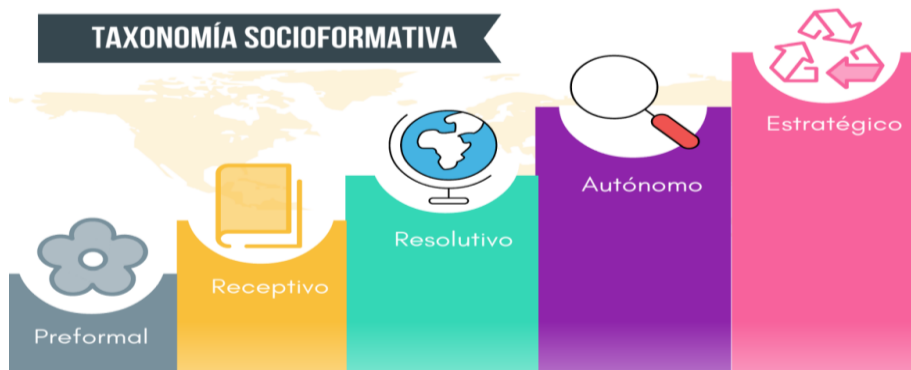 TAXONOMÍA SOCIOFORMATIVA
Preformal
Receptivo
Resolutivo
Autónomo
Estratégico